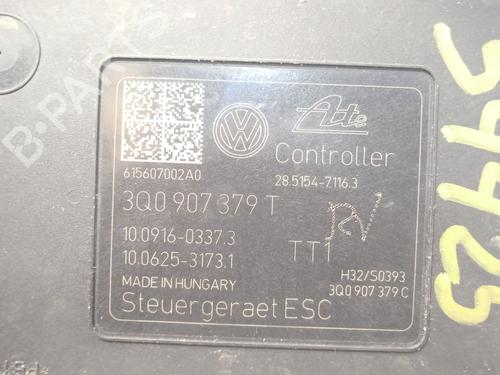 B-PARTS
VW
Ate
Controller
615607002A0
28.5154-7116.3
3Q0 907 379 T
10.0916-0337.3
TT1
10.0625-3173.1
MADE IN HUNGARY
H32/S0393
Steuergeraet ESC
3Q0 907 379 C